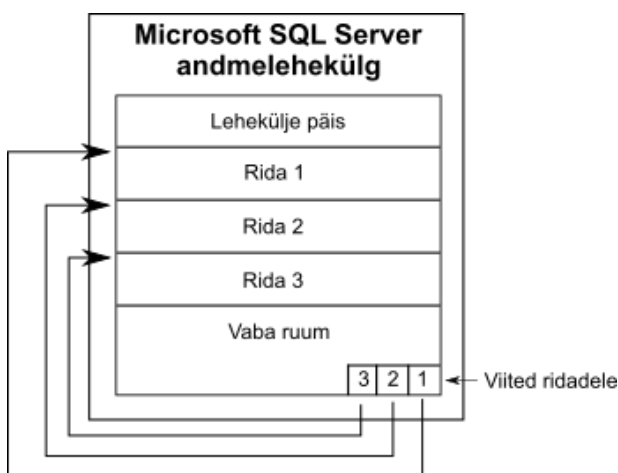 Microsoft SQL Server
andmelehekülg
Lehekülje päis
Rida 1
Rida 2
Rida 3
Vaba ruum
3 2 1
Viited ridadele